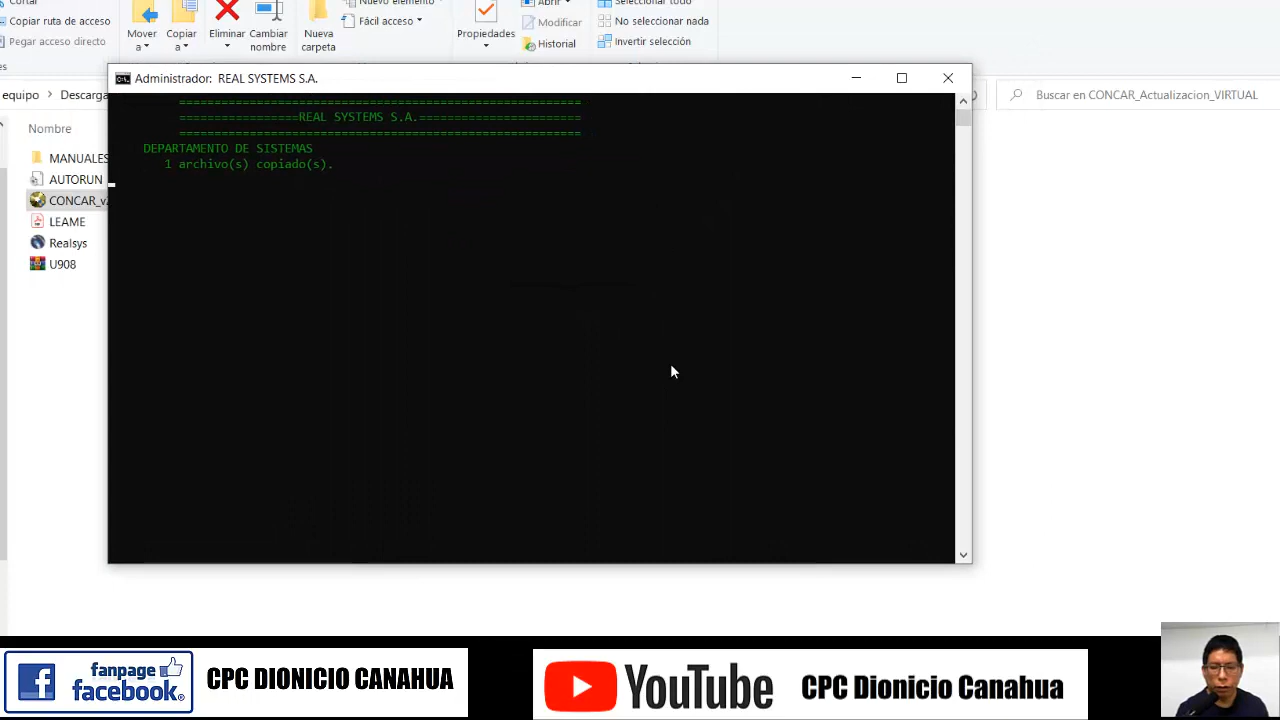 Cortar
Copiar ruta de acceso
Pegar acceso directo
Mover
a
Copiar
a
Eliminar
Cambiar
nombre
Nueva
carpeta
Nuevo elemento
Fácil acceso
Propiedades
Abrir
Modificar
Historial
Seleccionar todo
No seleccionar nada
Invertir selección
equipo > Descarga
Buscar en CONCAR_Actualizacion_VIRTUAL
Nombre
MANUALES
AUTORUN
CONCAR_v
LEAME
Realsys
U908
Administrador: REAL SYSTEMS S.A.
=========================================================
=================REAL SYSTEMS S.A.=======================
=========================================================
DEPARTAMENTO DE SISTEMAS
1 archivo(s) copiado(s).
fanpage
facebook®
CPC DIONICIO CANAHUA
YouTube
CPC Dionicio Canahua